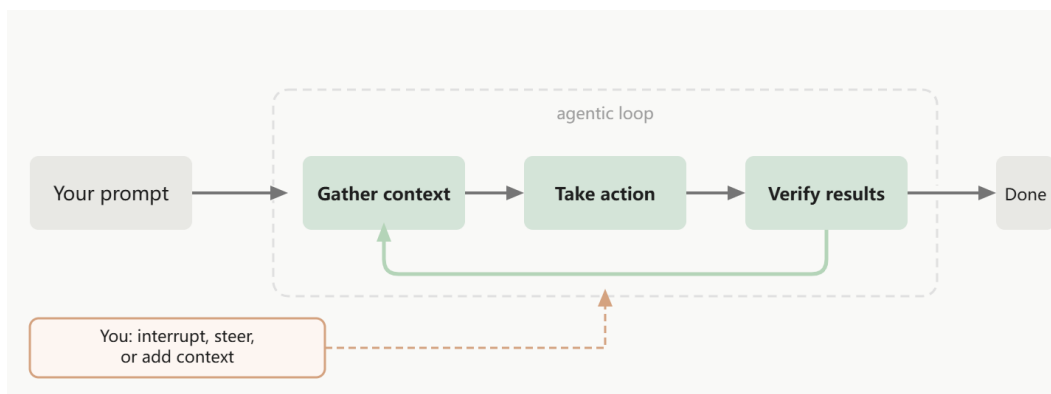 agentic loop
Your prompt
Gather context
Take action
Verify results
Done
You: interrupt, steer,
or add context